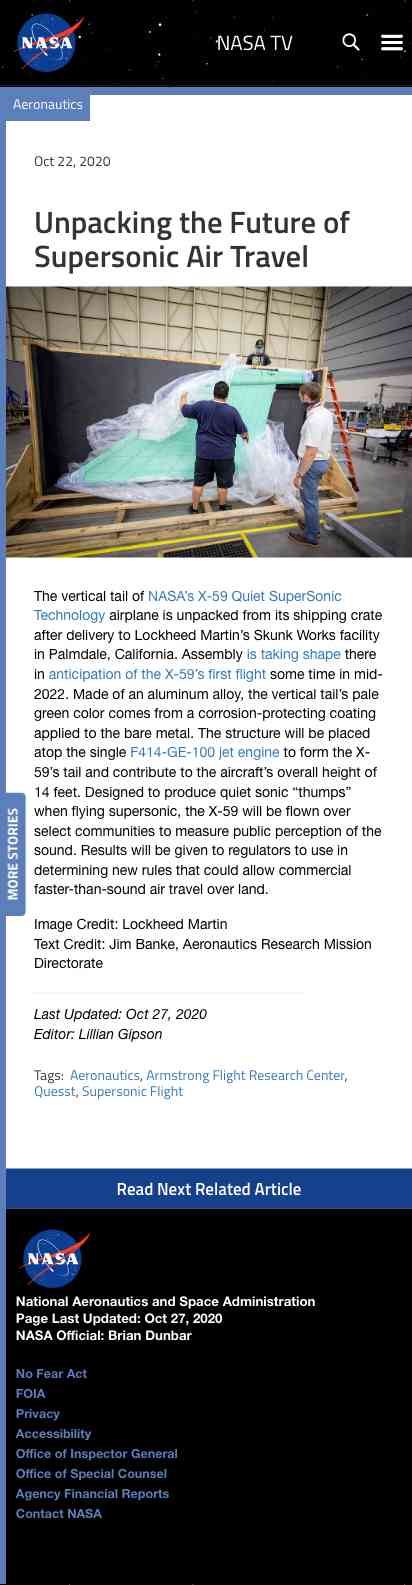 NASA
NASA TV
Aeronautics
Oct 22, 2020
Unpacking the Future of
Supersonic Air Travel
The vertical tail of NASA's X-59 Quiet SuperSonic
Technology airplane is unpacked from its shipping crate
after delivery to Lockheed Martin's Skunk Works facility
in Palmdale, California. Assembly is taking shape there
in anticipation of the X-59's first flight some time in mid-
2022. Made of an aluminum alloy, the vertical tail's pale
green color comes from a corrosion-protecting coating
applied to the bare metal. The structure will be placed
atop the single F414-GE-100 jet engine to form the X-
59's tail and contribute to the aircraft's overall height of
14 feet. Designed to produce quiet sonic “thumps”
when flying supersonic, the X-59 will be flown over
select communities to measure public perception of the
sound. Results will be given to regulators to use in
determining new rules that could allow commercial
faster-than-sound air travel over land.
MORE STORIES
Image Credit: Lockheed Martin
Text Credit: Jim Banke, Aeronautics Research Mission
Directorate
Last Updated: Oct 27, 2020
Editor: Lillian Gipson
Tags:  Aeronautics, Armstrong Flight Research Center,
Quesst, Supersonic Flight
Read Next Related Article
NASA
National Aeronautics and Space Administration
Page Last Updated: Oct 27, 2020
NASA Official: Brian Dunbar
No Fear Act
FOIA
Privacy
Accessibility
Office of Inspector General
Office of Special Counsel
Agency Financial Reports
Contact NASA